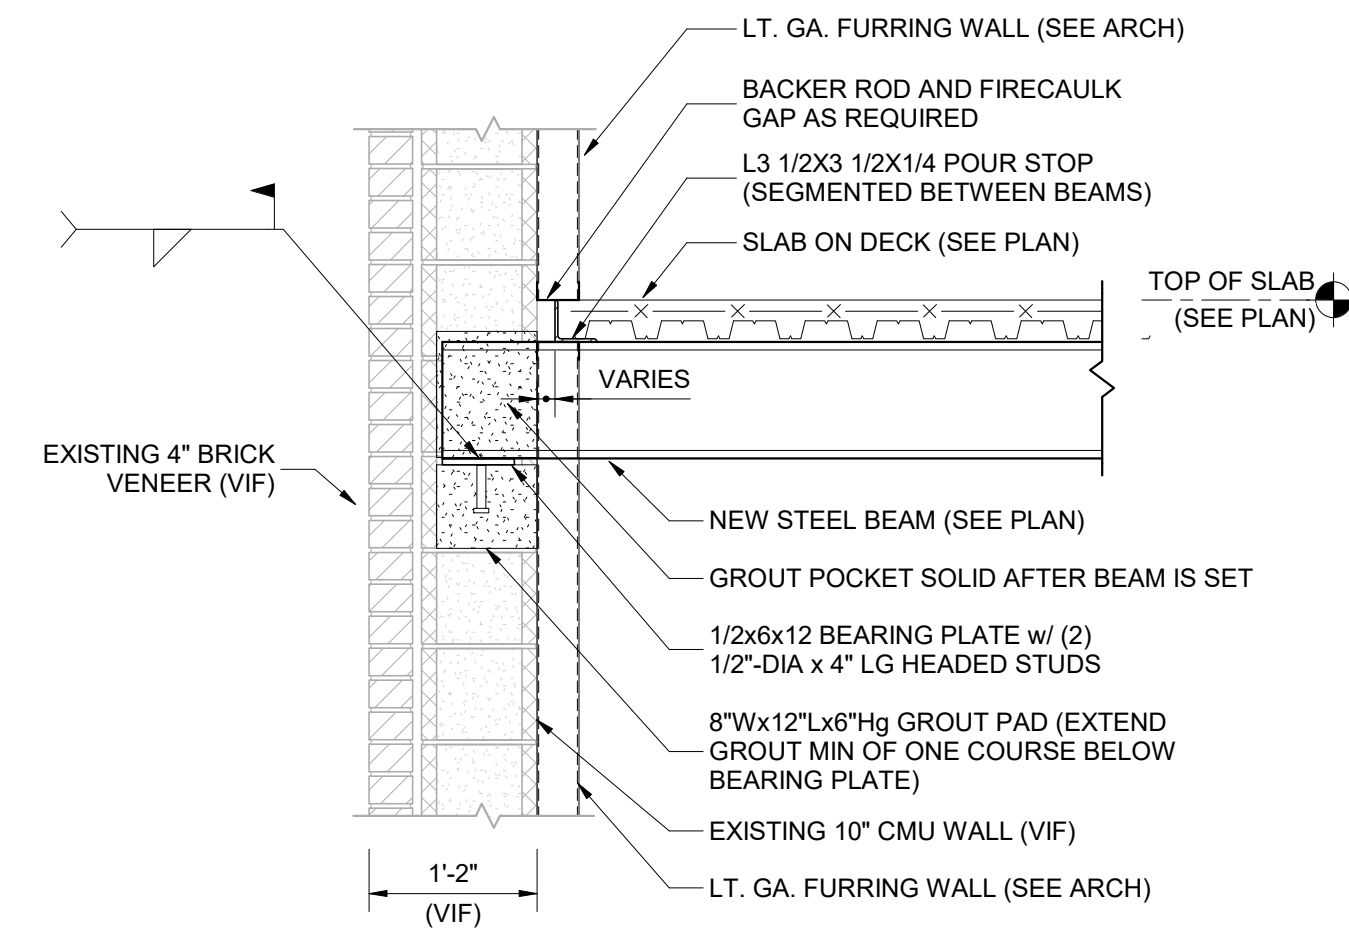 LT. GA. FURRING WALL (SEE ARCH)
BACKER ROD AND FIRECAULK
GAP AS REQUIRED
L3 1/2X3 1/2X1/4 POUR STOP
(SEGMENTED BETWEEN BEAMS)
SLAB ON DECK (SEE PLAN)
TOP OF SLAB
(SEE PLAN)
VARIES
EXISTING 4" BRICK
VENEER (VIF)
NEW STEEL BEAM (SEE PLAN)
GROUT POCKET SOLID AFTER BEAM IS SET
1/2x6x12 BEARING PLATE w/ (2)
1/2"-DIA x 4" LG HEADED STUDS
8"Wx12"Lx6"Hg GROUT PAD (EXTEND
GROUT MIN OF ONE COURSE BELOW
BEARING PLATE)
EXISTING 10" CMU WALL (VIF)
LT. GA. FURRING WALL (SEE ARCH)
1'-2"
(VIF)